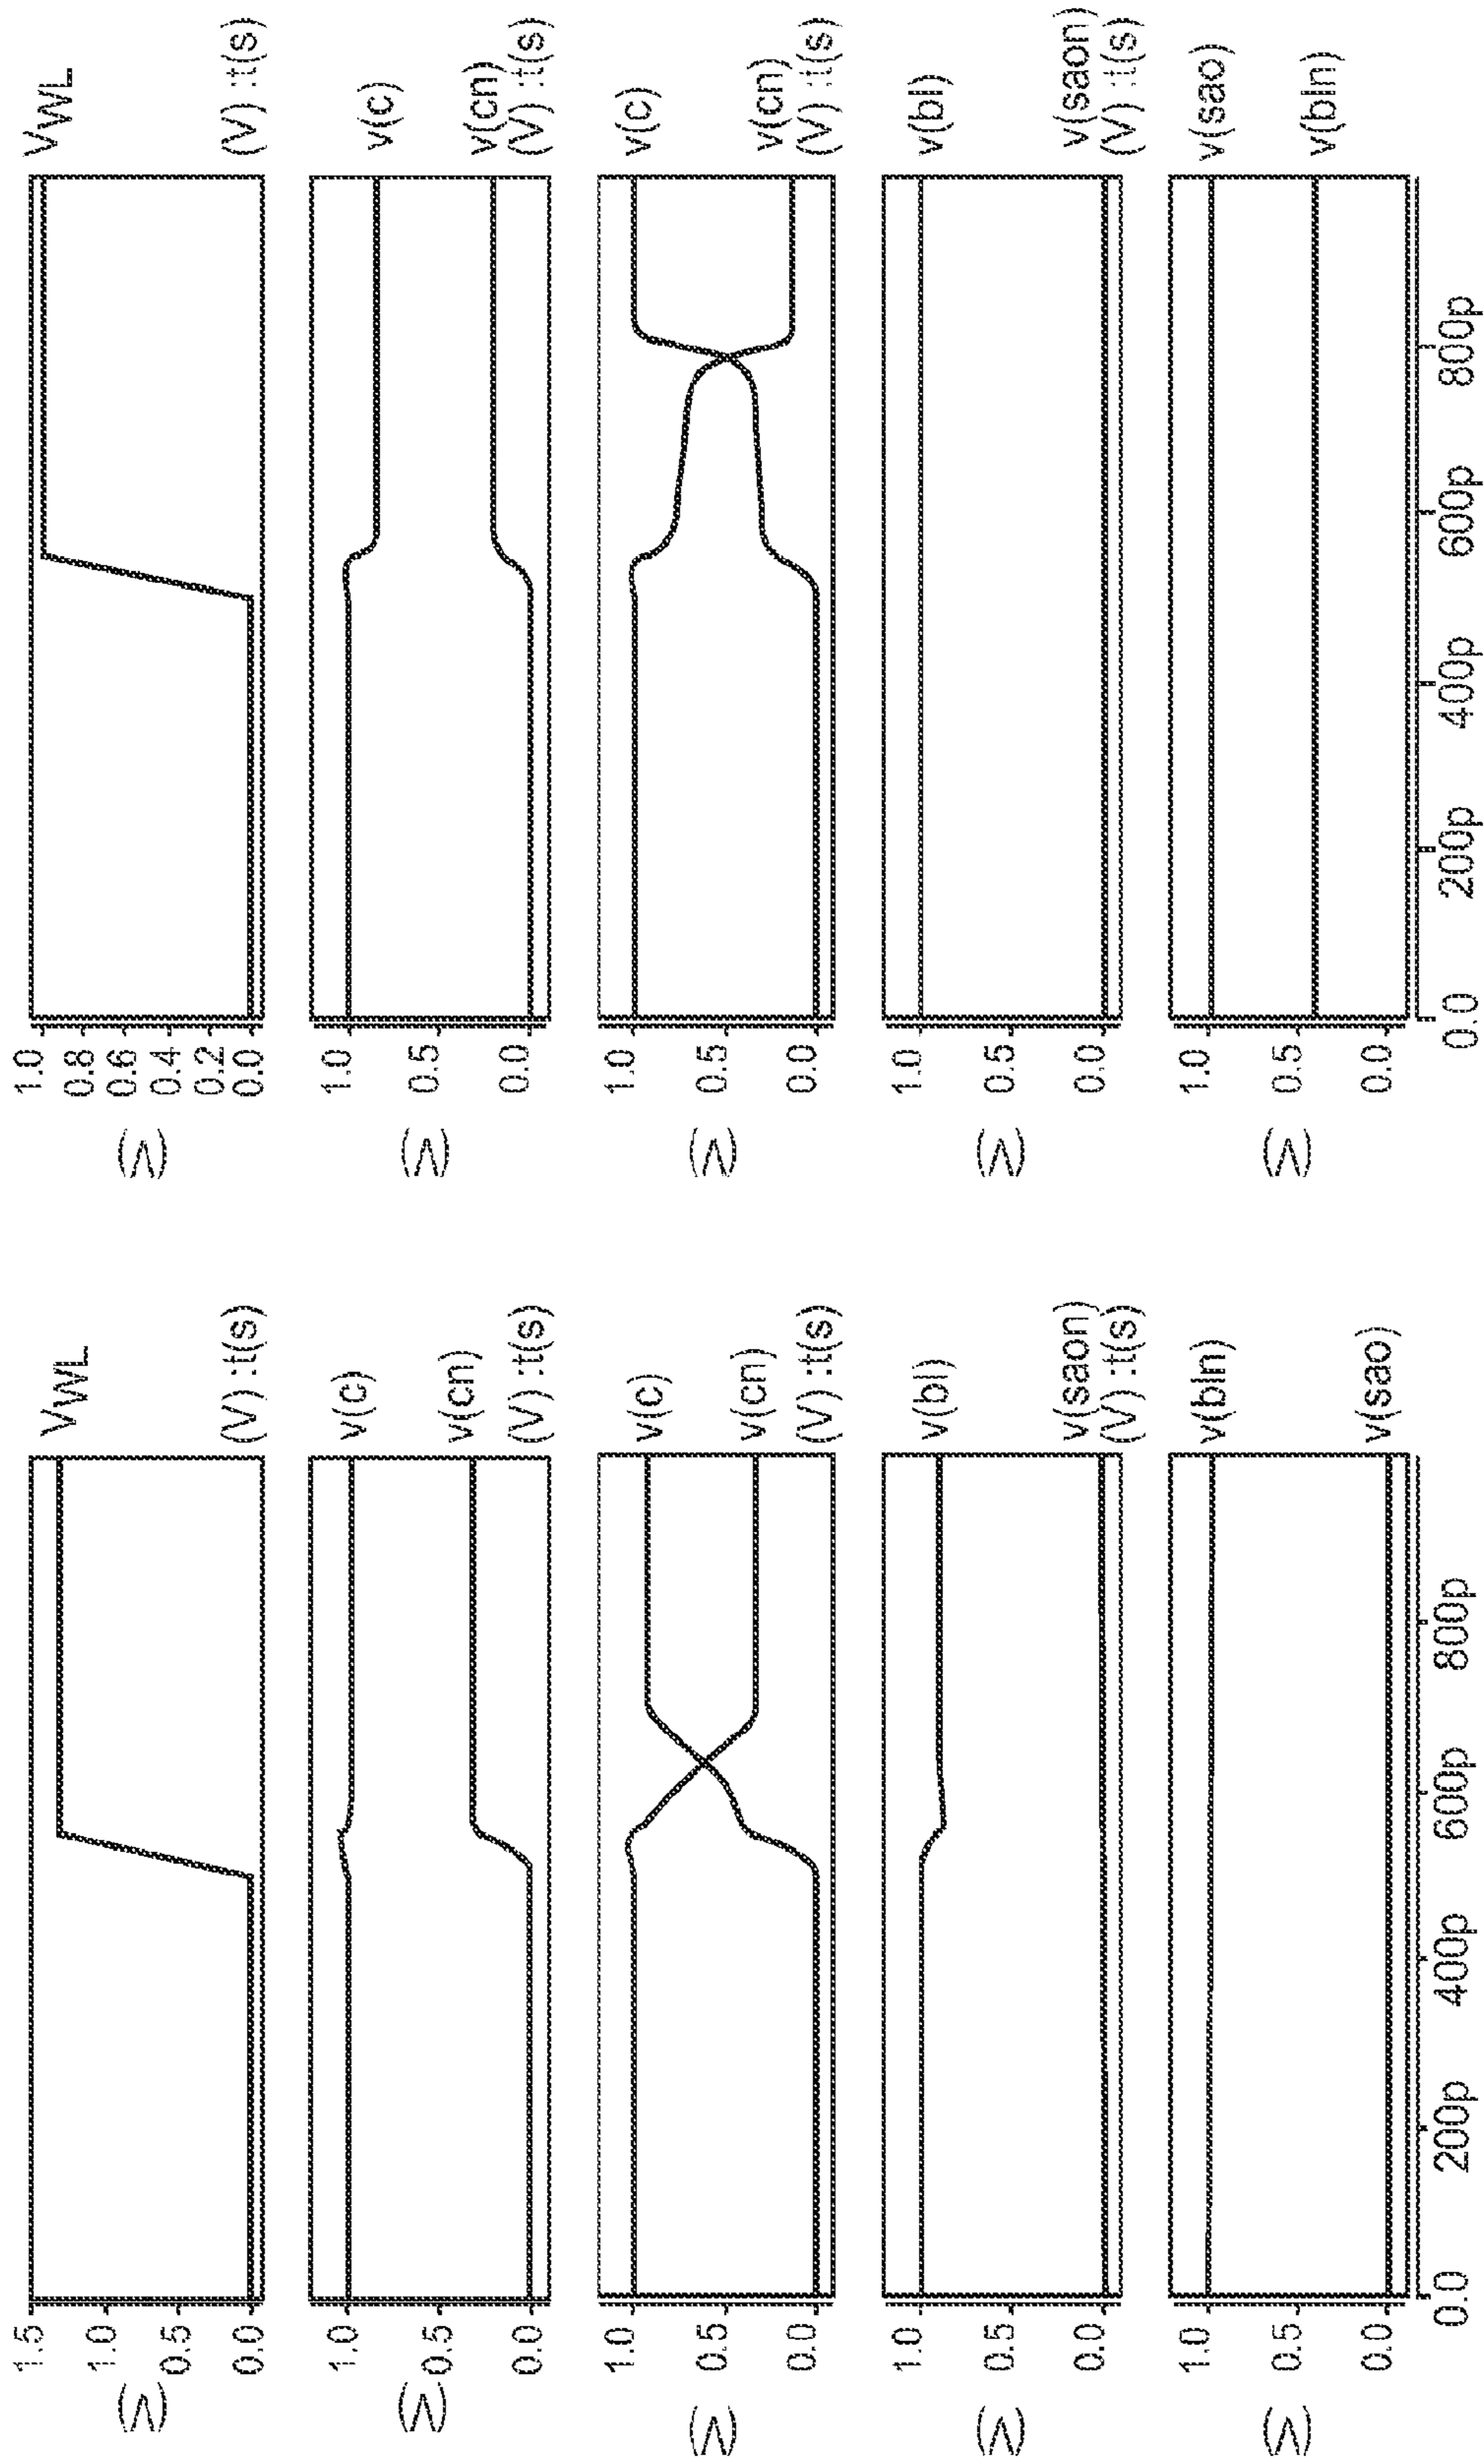 1.5
1.0
0.5
0.0
(V)
VWL
(V) :t(s)
1.0
0.5
0.0
(V)
v(c)
v(cn)
(V) :t(s)
1.0
0.5
0.0
(V)
v(c)
v(cn)
(V) :t(s)
1.0
0.5
0.0
(V)
v(bl)
v(saon)
(V) :t(s)
1.0
0.5
0.0
(V)
v(bln)
v(sao)
0.0 200p 400p 600p 800p
1.0
0.8
0.6
0.4
0.2
0.0
(V)
VWL
(V) :t(s)
1.0
0.5
0.0
(V)
v(c)
v(cn)
(V) :t(s)
1.0
0.5
0.0
(V)
v(c)
v(cn)
(V) :t(s)
1.0
0.5
0.0
(V)
v(bl)
v(saon)
(V) :t(s)
1.0
0.5
0.0
(V)
v(sao)
v(bln)
0.0 200p 400p 600p 800p